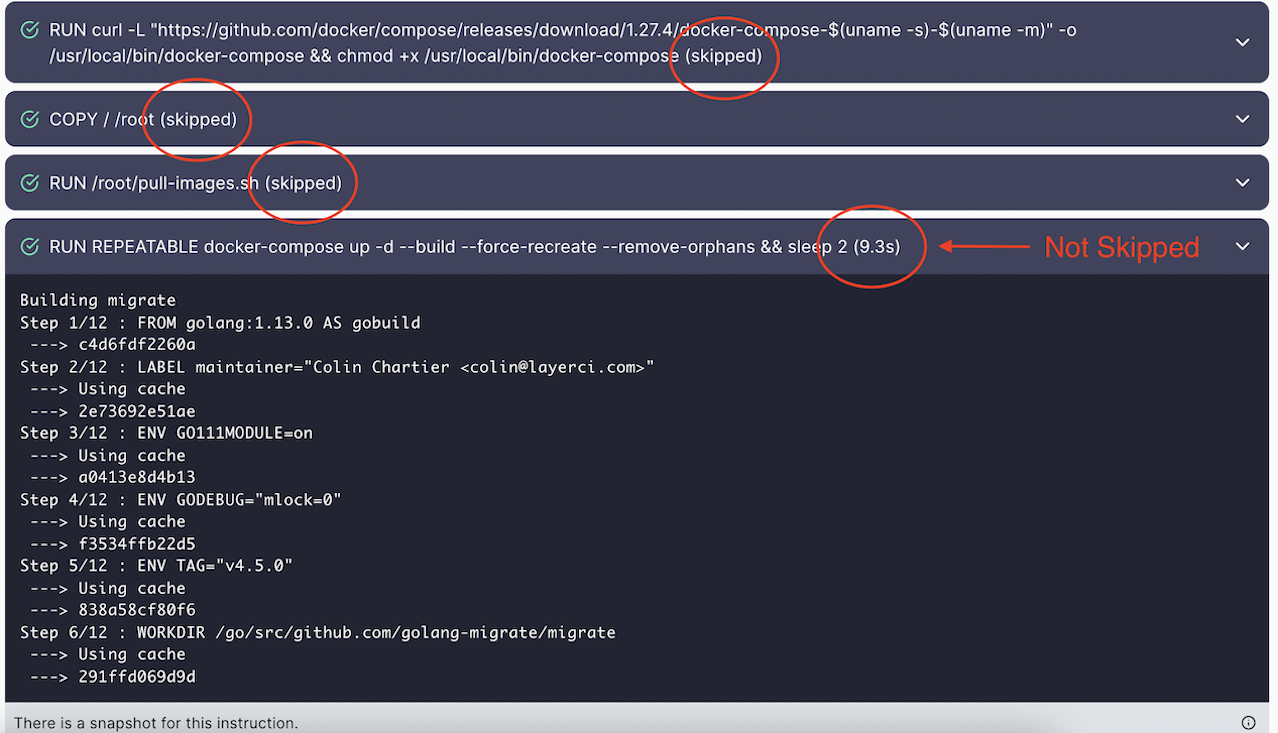 RUN curl -L "https://github.com/docker/compose/releases/download/1.27.4/docker-compose-$(uname -s)-$(uname -m)" -o
/usr/local/bin/docker-compose && chmod +x /usr/local/bin/docker-compose (skipped)
COPY / /root (skipped)
RUN /root/pull-images.sh (skipped)
RUN REPEATABLE docker-compose up -d --build --force-recreate --remove-orphans && sleep 2 (9.3s)
Not Skipped
Building migrate
Step 1/12 : FROM golang:1.13.0 AS gobuild
---> c4d6fdf2260a
Step 2/12 : LABEL maintainer="Colin Chartier <colin@layerci.com>"
---> Using cache
---> 2e73692e51ae
Step 3/12 : ENV GO111MODULE=on
---> Using cache
---> a0413e8d4b13
Step 4/12 : ENV GODEBUG="mlock=0"
---> Using cache
---> f3534ffb22d5
Step 5/12 : ENV TAG="v4.5.0"
---> Using cache
---> 838a58cf80f6
Step 6/12 : WORKDIR /go/src/github.com/golang-migrate/migrate
---> Using cache
---> 291ffd069d9d
There is a snapshot for this instruction.